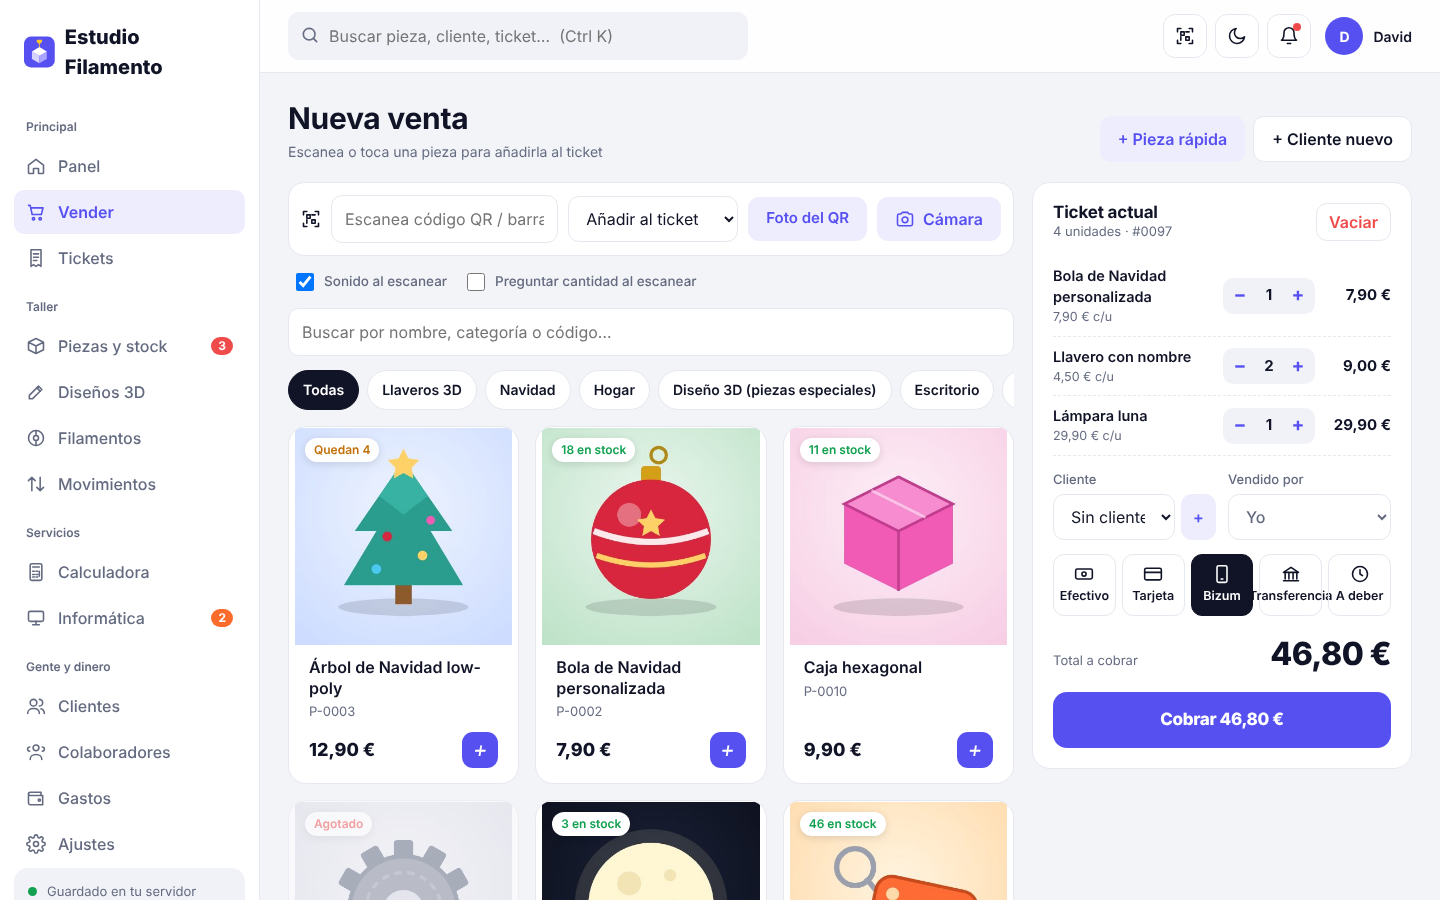 Estudio
Filamento
Principal
Panel
Vender
Tickets
Taller
Piezas y stock
3
Diseños 3D
Filamentos
Movimientos
Servicios
Calculadora
Informática
2
Gente y dinero
Clientes
Colaboradores
Gastos
Ajustes
Guardado en tu servidor
Buscar pieza, cliente, ticket... (Ctrl K)
D
David
Nueva venta
Escanea o toca una pieza para añadirla al ticket
+ Pieza rápida
+ Cliente nuevo
Escanea código QR / barra
Añadir al ticket
Foto del QR
Cámara
Sonido al escanear
Preguntar cantidad al escanear
Buscar por nombre, categoría o código...
Todas
Llaveros 3D
Navidad
Hogar
Diseño 3D (piezas especiales)
Escritorio
Quedan 4
Árbol de Navidad low-
poly
P-0003
12,90 €
+
18 en stock
Bola de Navidad
personalizada
P-0002
7,90 €
+
11 en stock
Caja hexagonal
P-0010
9,90 €
+
Agotado
3 en stock
46 en stock
Ticket actual
4 unidades · #0097
Vaciar
Bola de Navidad
personalizada
7,90 € c/u
− 1 +
7,90 €
Llavero con nombre
4,50 € c/u
− 2 +
9,00 €
Lámpara luna
29,90 € c/u
− 1 +
29,90 €
Cliente
Sin cliente
+
Vendido por
Yo
Efectivo
Tarjeta
Bizum
Transferencia
A deber
Total a cobrar
46,80 €
Cobrar 46,80 €